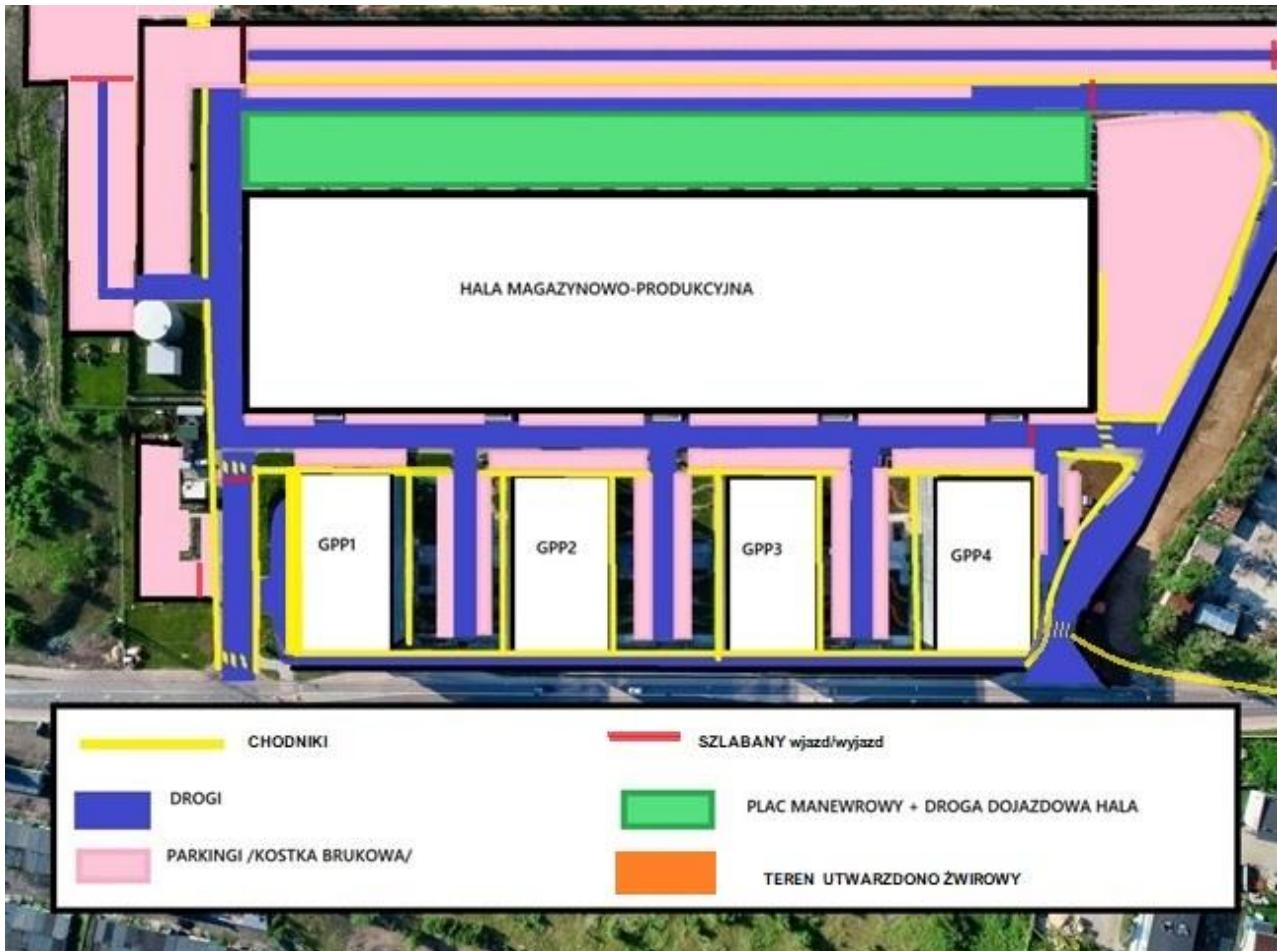 HALA MAGAZYNOWO-PRODUKCYJNA
GPP1
GPP2
GPP3
GPP4
CHODNIKI
SZLABANY wjazd/wyjazd
DROGI
PLAC MANEWROWY + DROGA DOJAZDOWA HALA
PARKINGI /KOSTKA BRUKOWA/
TEREN UTWARZDONO ŻWIROWY